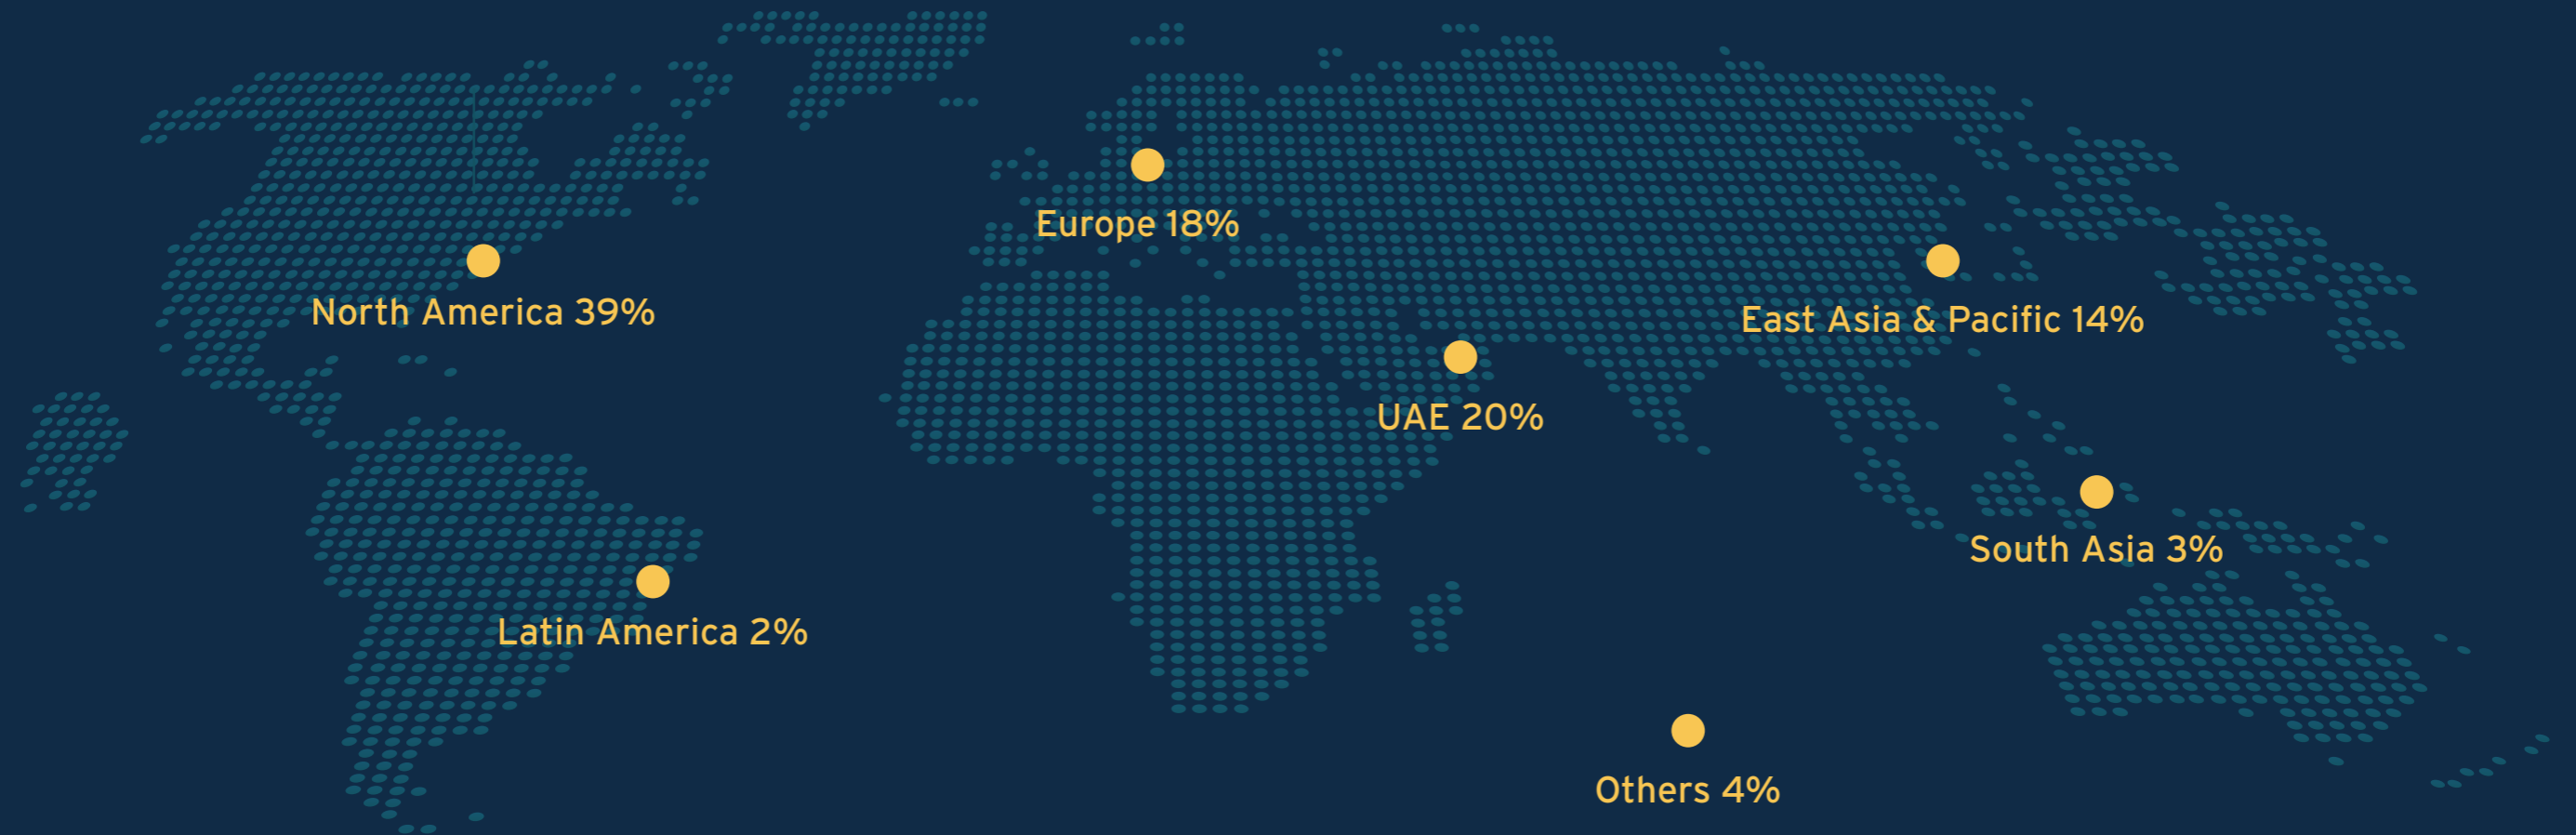 Europe 18%
North America 39%
East Asia & Pacific 14%
UAE 20%
South Asia 3%
Latin America 2%
Others 4%